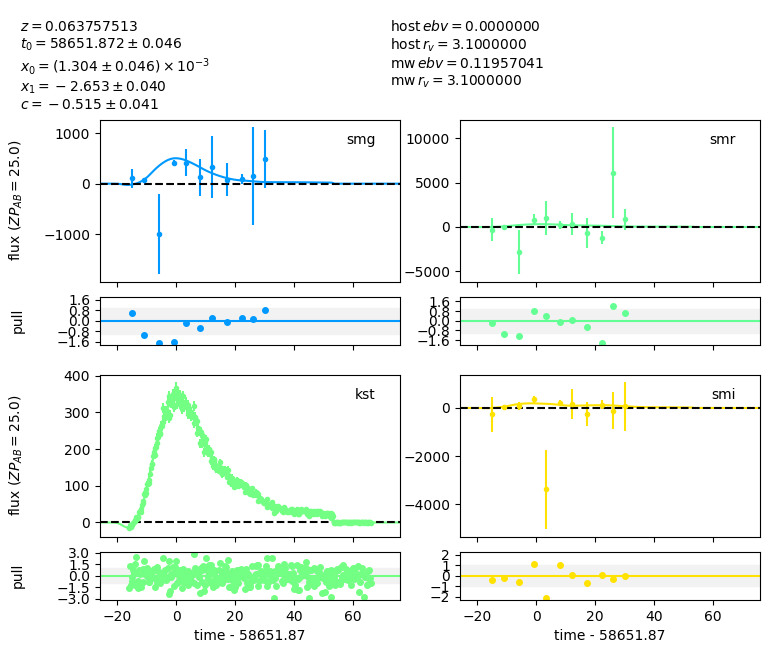 z = 0.063757513
t₀ = 58651.872 ± 0.046
x₀ = (1.304 ± 0.046) × 10⁻³
x₁ = −2.653 ± 0.040
c = −0.515 ± 0.041
host ebv = 0.0000000
host r_v = 3.1000000
mw ebv = 0.11957041
mw r_v = 3.1000000
flux (ZP_AB = 25.0)
1000
0
−1000
smg
10000
5000
0
−5000
smr
pull
1.6
0.8
0.0
−0.8
−1.6
1.6
0.8
0.0
−0.8
−1.6
flux (ZP_AB = 25.0)
400
300
200
100
0
kst
0
−2000
−4000
smi
pull
3.0
1.5
0.0
−1.5
−3.0
2
1
0
−1
−2
−20 0 20 40 60
−20 0 20 40 60
time - 58651.87
time - 58651.87